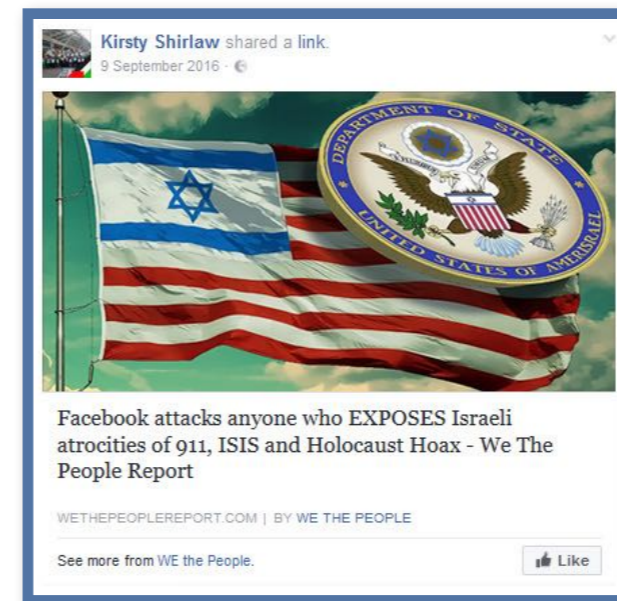 Kirsty Shirlaw shared a link.
9 September 2016
DEPARTMENT OF STATE
UNITED STATES OF AMERISRAEL
Facebook attacks anyone who EXPOSES Israeli
atrocities of 911, ISIS and Holocaust Hoax - We The
People Report
WETHEPEOPLEREPORT.COM | BY WE THE PEOPLE
See more from WE the People.
Like